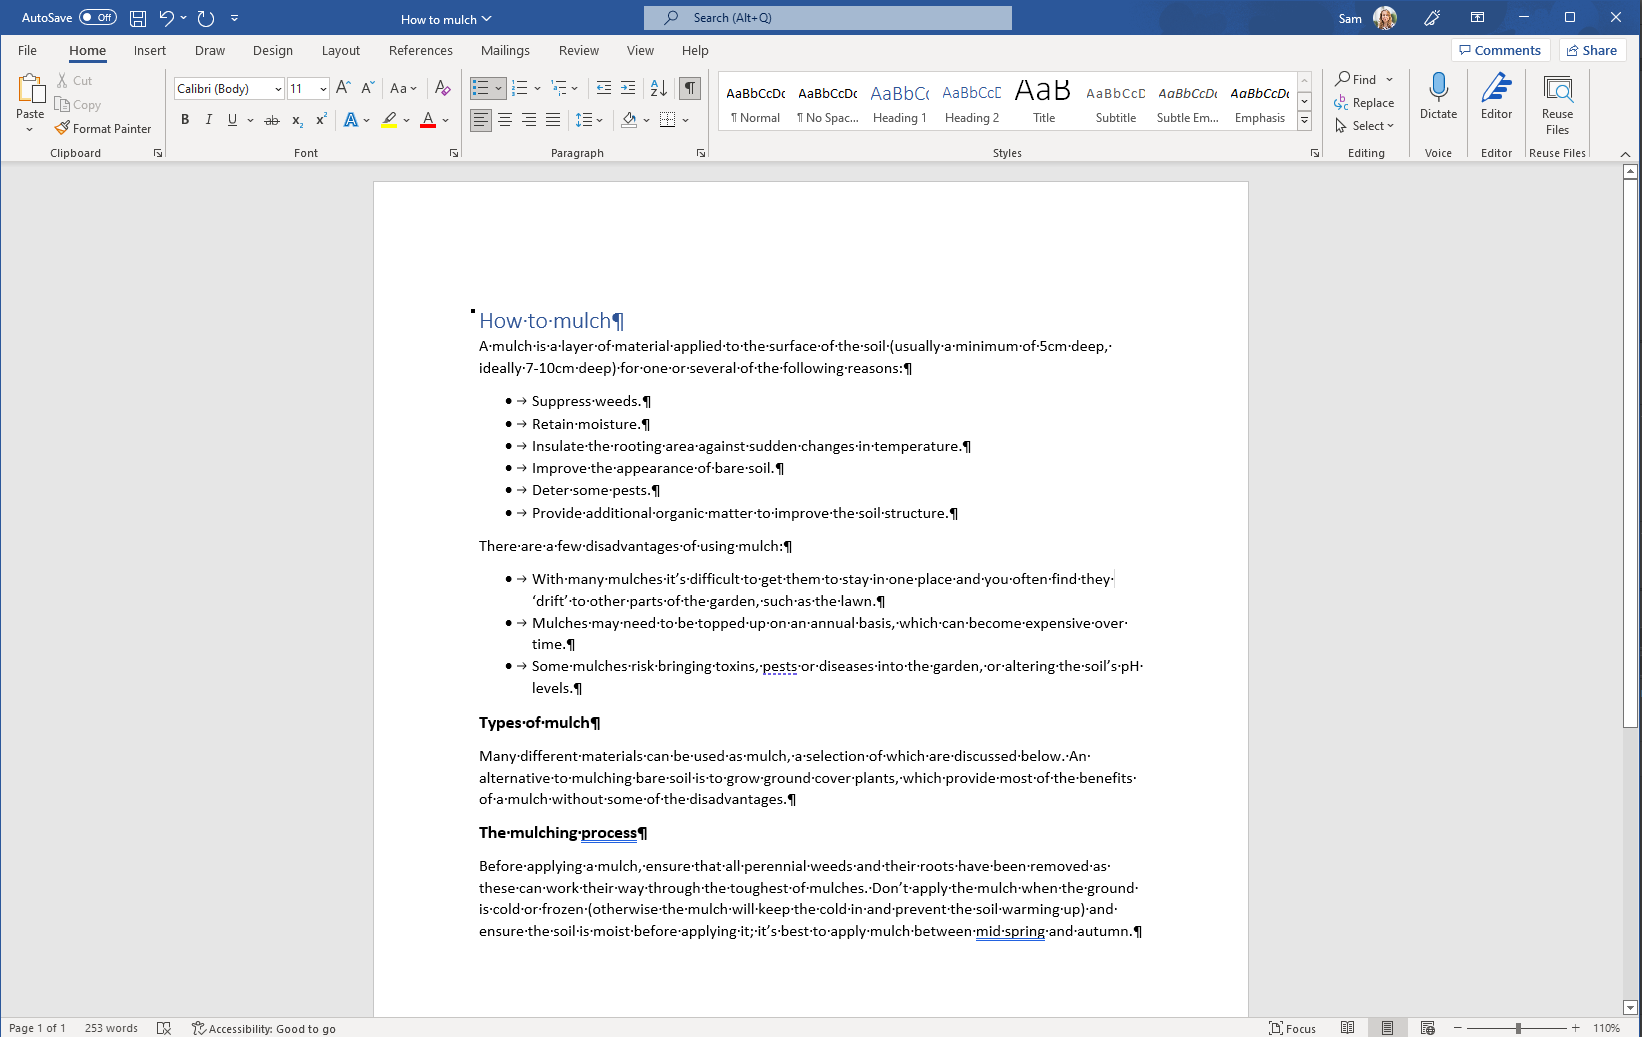 AutoSave Off How to mulch Search (Alt+Q) Sam
File Home Insert Draw Design Layout References Mailings Review View Help Comments Share
Paste
Cut
Copy
Format Painter
Clipboard
Calibri (Body) 11
Font
Paragraph
AaBbCcDc AaBbCcDc AaBbCc AaBbCcD AaB AaBbCcD AaBbCcDc AaBbCcDc
¶ Normal ¶ No Spac... Heading 1 Heading 2 Title Subtitle Subtle Em... Emphasis
Styles
Find
Replace
Select
Editing
Dictate
Voice
Editor
Editor
Reuse
Files
Reuse Files
How·to·mulch¶
A·mulch·is·a·layer·of·material·applied·to·the·surface·of·the·soil·(usually·a·minimum·of·5cm·deep,·
ideally·7-10cm·deep)·for·one·or·several·of·the·following·reasons:¶
• → Suppress·weeds.¶
• → Retain·moisture.¶
• → Insulate·the·rooting·area·against·sudden·changes·in·temperature.¶
• → Improve·the·appearance·of·bare·soil.¶
• → Deter·some·pests.¶
• → Provide·additional·organic·matter·to·improve·the·soil·structure.¶
There·are·a·few·disadvantages·of·using·mulch:¶
• → With·many·mulches·it’s·difficult·to·get·them·to·stay·in·one·place·and·you·often·find·they·
‘drift’·to·other·parts·of·the·garden,·such·as·the·lawn.¶
• → Mulches·may·need·to·be·topped·up·on·an·annual·basis,·which·can·become·expensive·over·
time.¶
• → Some·mulches·risk·bringing·toxins,·pests·or·diseases·into·the·garden,·or·altering·the·soil’s·pH·
levels.¶
Types·of·mulch¶
Many·different·materials·can·be·used·as·mulch,·a·selection·of·which·are·discussed·below.·An·
alternative·to·mulching·bare·soil·is·to·grow·ground·cover·plants,·which·provide·most·of·the·benefits·
of·a·mulch·without·some·of·the·disadvantages.¶
The·mulching·process¶
Before·applying·a·mulch,·ensure·that·all·perennial·weeds·and·their·roots·have·been·removed·as·
these·can·work·their·way·through·the·toughest·of·mulches.·Don’t·apply·the·mulch·when·the·ground·
is·cold·or·frozen·(otherwise·the·mulch·will·keep·the·cold·in·and·prevent·the·soil·warming·up)·and·
ensure·the·soil·is·moist·before·applying·it;·it’s·best·to·apply·mulch·between·mid·spring·and·autumn.¶
Page 1 of 1 253 words Accessibility: Good to go Focus 110%